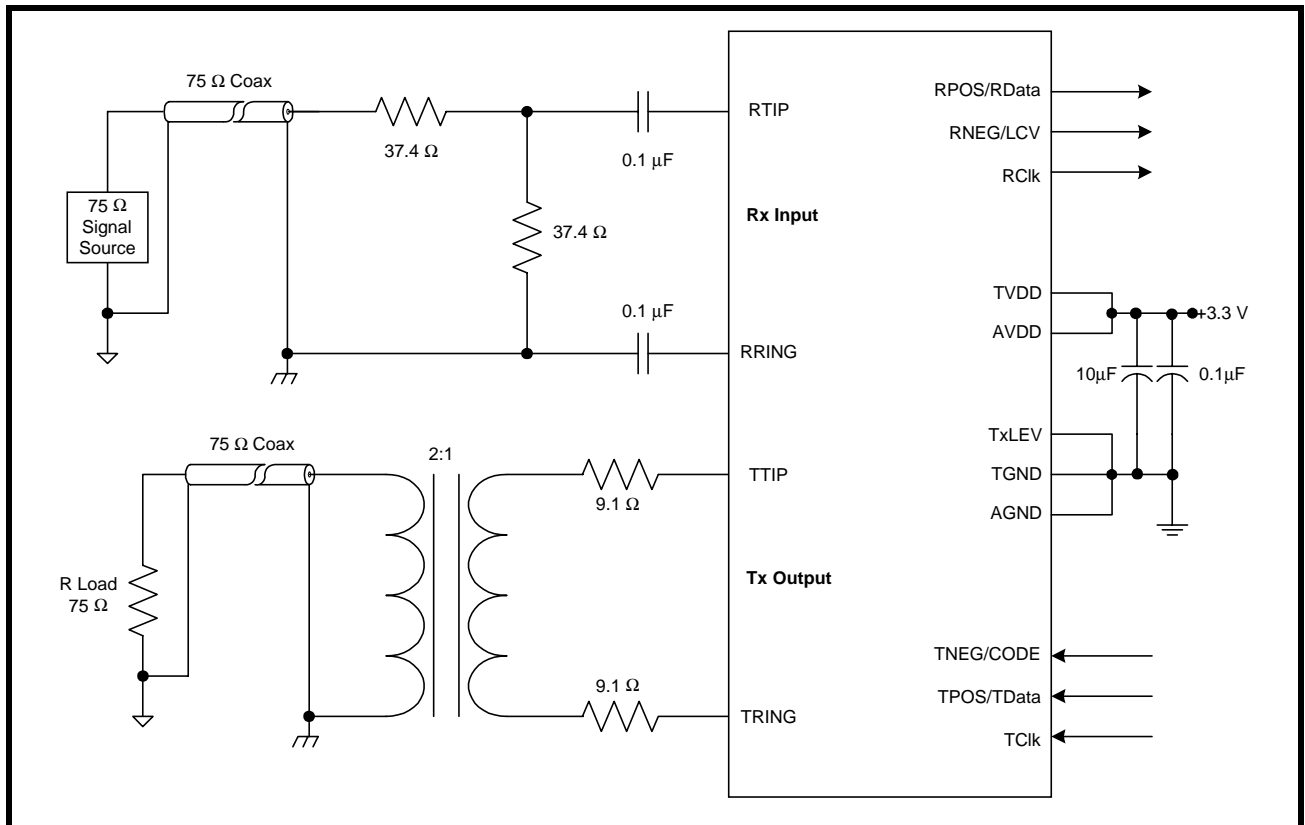 75 Ω Coax
37.4 Ω
0.1 μF
75 Ω
Signal
Source
37.4 Ω
0.1 μF
RTIP
Rx Input
RRING
RPOS/RData
RNEG/LCV
RClk
TVDD
AVDD
+3.3 V
10μF
0.1μF
TxLEV
TGND
AGND
75 Ω Coax
2:1
9.1 Ω
R Load
75 Ω
9.1 Ω
TTIP
Tx Output
TRING
TNEG/CODE
TPOS/TData
TClk